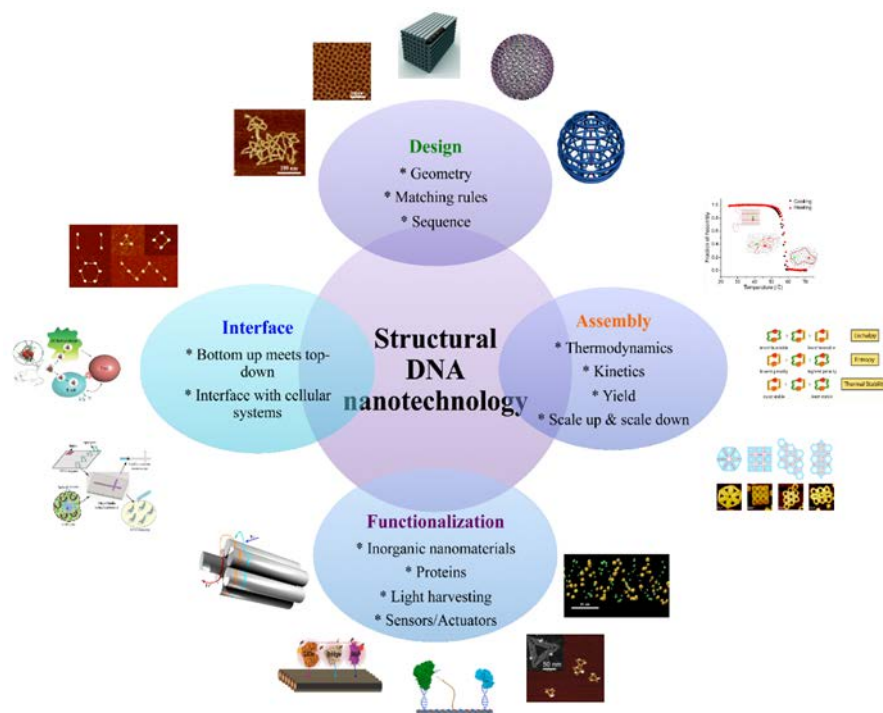 Design
* Geometry
* Matching rules
* Sequence
Interface
* Bottom up meets top-
down
* Interface with cellular
systems
Structural
DNA
nanotechnology
Assembly
* Thermodynamics
* Kinetics
* Yield
* Scale up & scale down
Functionalization
* Inorganic nanomaterials
* Proteins
* Light harvesting
* Sensors/Actuators
100 nm
Cooling
Heating
Temperature (°C)
Enthalpy
Entropy
Thermal Stability
50 nm